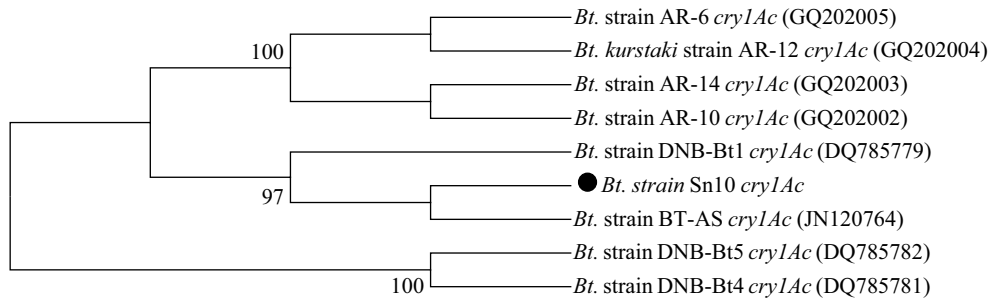 Bt. strain AR-6 cry1Ac (GQ202005)
Bt. kurstaki strain AR-12 cry1Ac (GQ202004)
100
Bt. strain AR-14 cry1Ac (GQ202003)
Bt. strain AR-10 cry1Ac (GQ202002)
Bt. strain DNB-Bt1 cry1Ac (DQ785779)
Bt. strain Sn10 cry1Ac
97
Bt. strain BT-AS cry1Ac (JN120764)
Bt. strain DNB-Bt5 cry1Ac (DQ785782)
100
Bt. strain DNB-Bt4 cry1Ac (DQ785781)